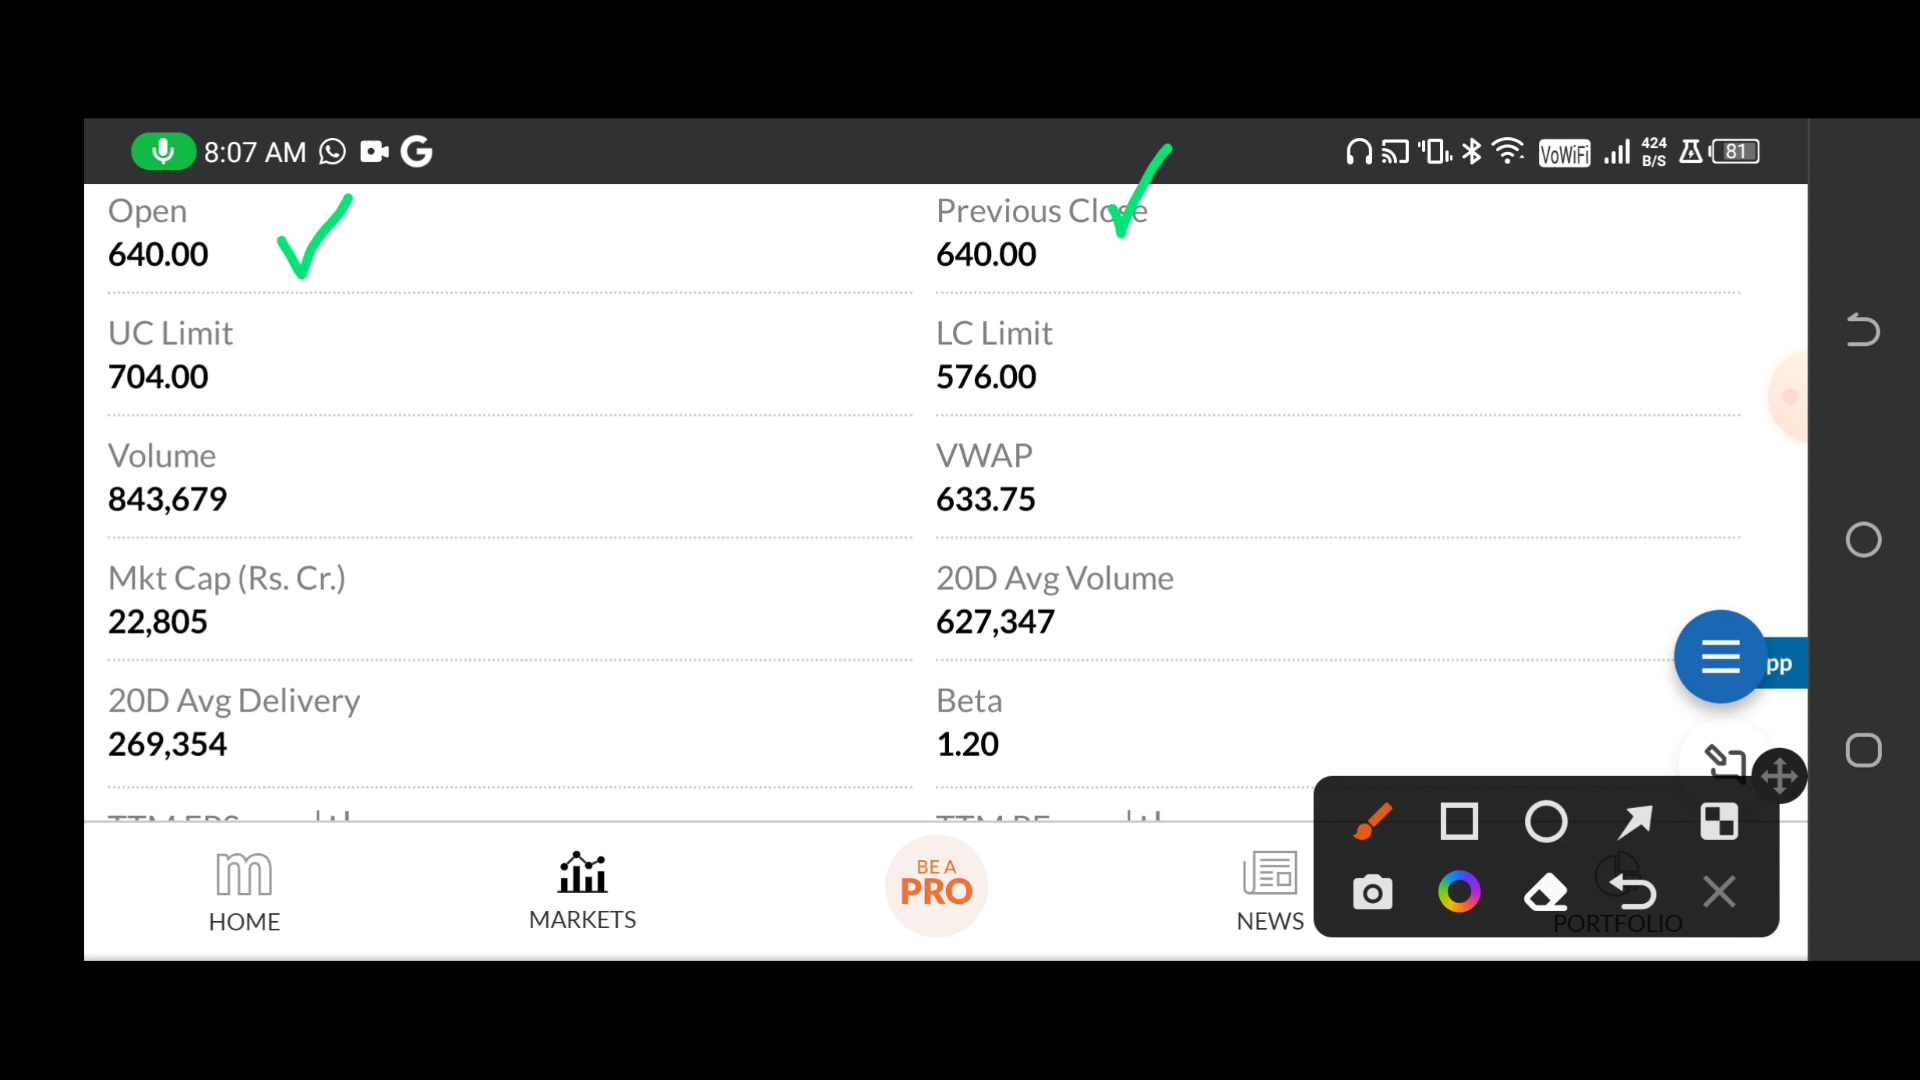 8:07 AM
VoWiFi
424
B/S
81
Open
640.00
Previous Close
640.00
UC Limit
704.00
LC Limit
576.00
Volume
843,679
VWAP
633.75
Mkt Cap (Rs. Cr.)
22,805
20D Avg Volume
627,347
pp
20D Avg Delivery
269,354
Beta
1.20
HOME
MARKETS
BE A
PRO
NEWS
PORTFOLIO